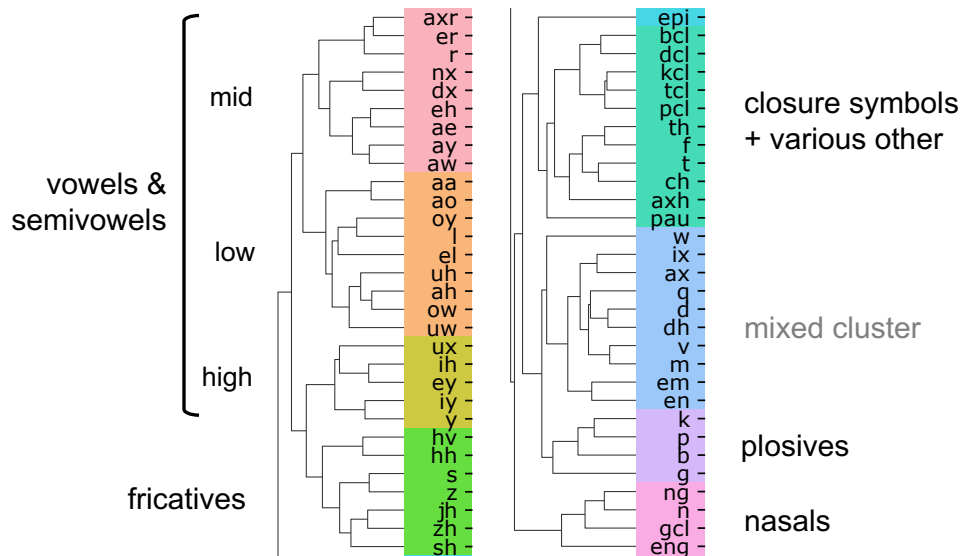 vowels &
semivowels
mid
low
high
fricatives
axr
er
r
nx
dx
eh
ae
ay
aw
aa
ao
oy
l
el
uh
ah
ow
uw
ux
ih
ey
iy
y
hv
hh
s
z
jh
zh
sh
epi
bcl
dcl
kcl
tcl
pcl
th
f
t
ch
axh
pau
w
ix
ax
q
d
dh
v
m
em
en
k
p
b
g
ng
n
gcl
eng
closure symbols
+ various other
mixed cluster
plosives
nasals